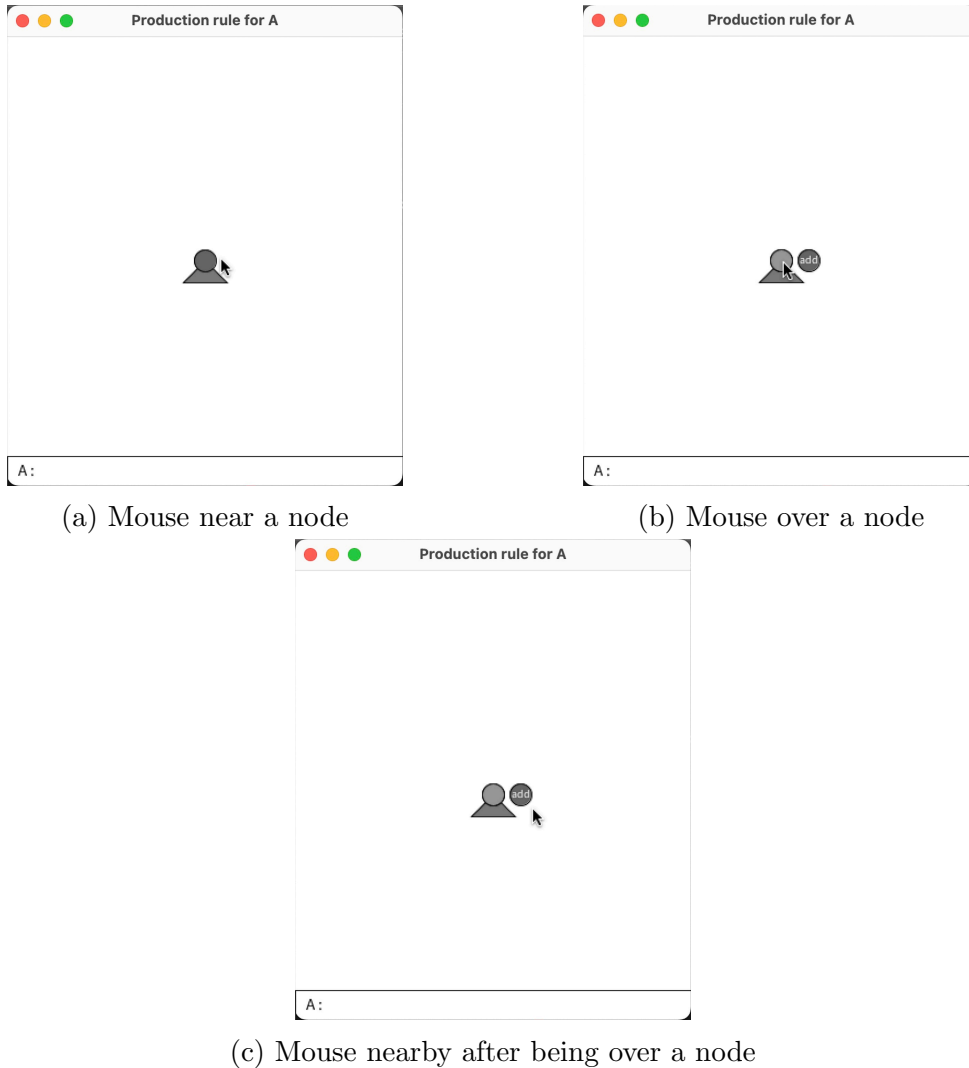 Production rule for A
Production rule for A
add
A:
A:
(a) Mouse near a node
(b) Mouse over a node
Production rule for A
add
A:
(c) Mouse nearby after being over a node